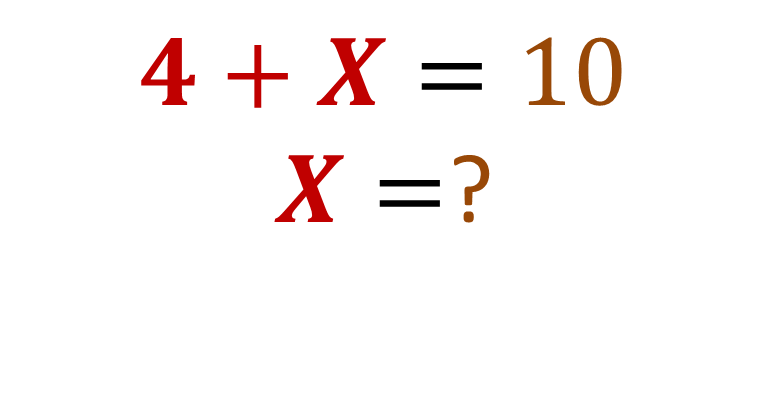 4 + X = 10
X =?